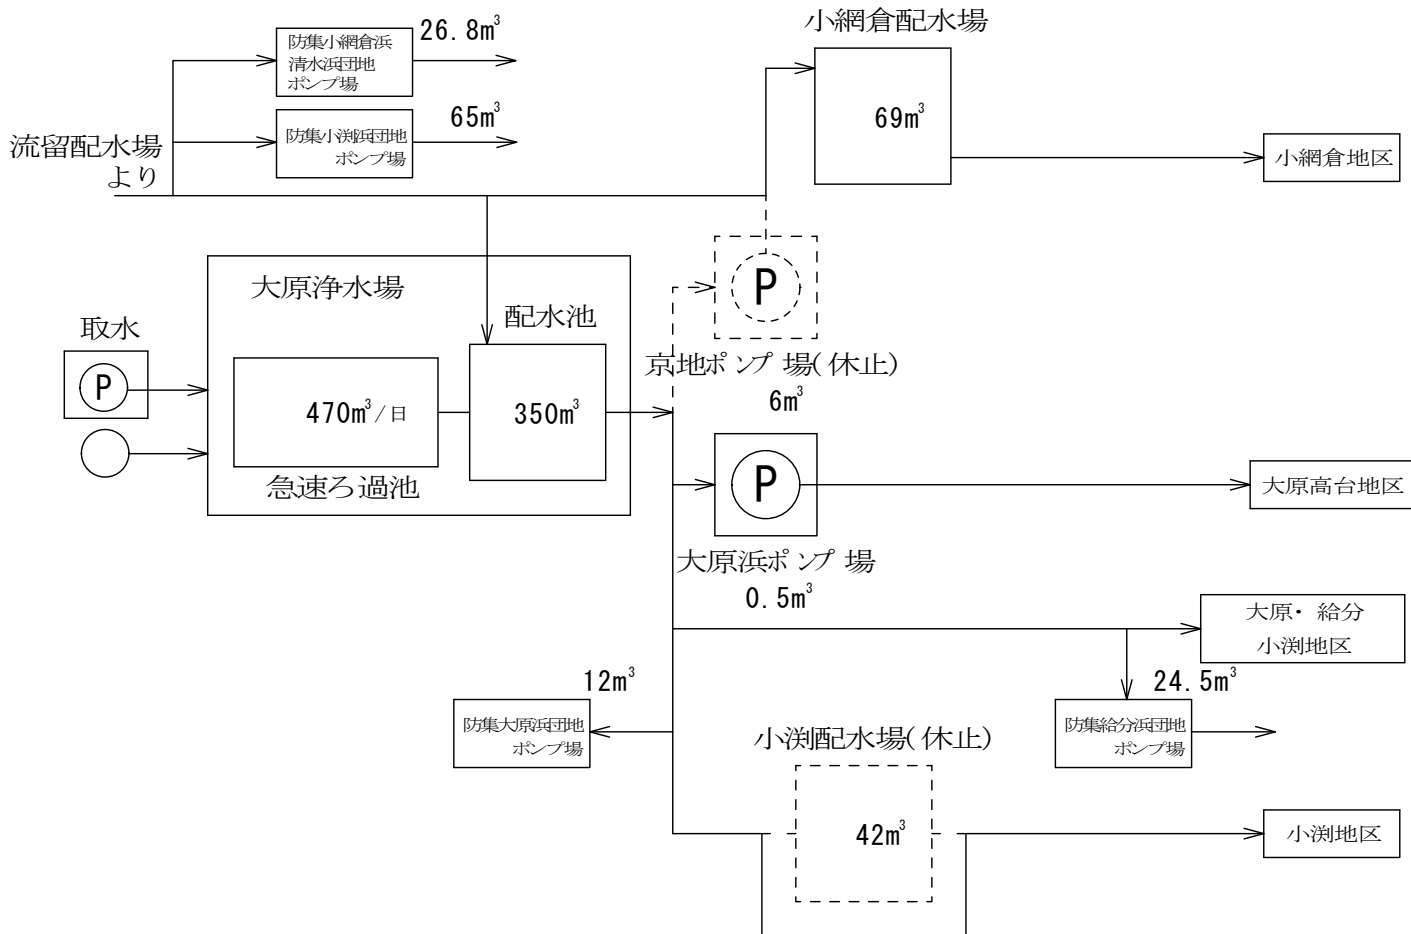 小網倉配水場
防集小網倉浜
清水浜団地
ポンプ場
26.8m³
69m³
防集小渕浜団地
ポンプ場
65m³
流留配水場
より
小網倉地区
大原浄水場
P
取水
配水池
P
京地ポンプ場(休止)
6m³
470m³/日
350m³
急速ろ過池
P
大原高台地区
大原浜ポンプ場
0.5m³
大原・給分
小渕地区
12m³
24.5m³
防集大原浜団地
ポンプ場
防集給分浜団地
ポンプ場
小渕配水場(休止)
42m³
小渕地区